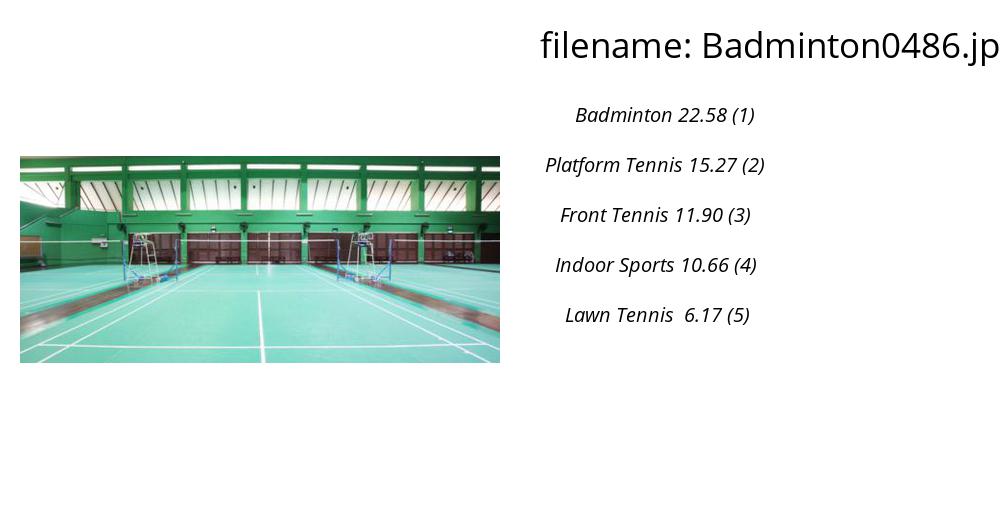 filename: Badminton0486.jp
Badminton 22.58 (1)
Platform Tennis 15.27 (2)
Front Tennis 11.90 (3)
Indoor Sports 10.66 (4)
Lawn Tennis 6.17 (5)